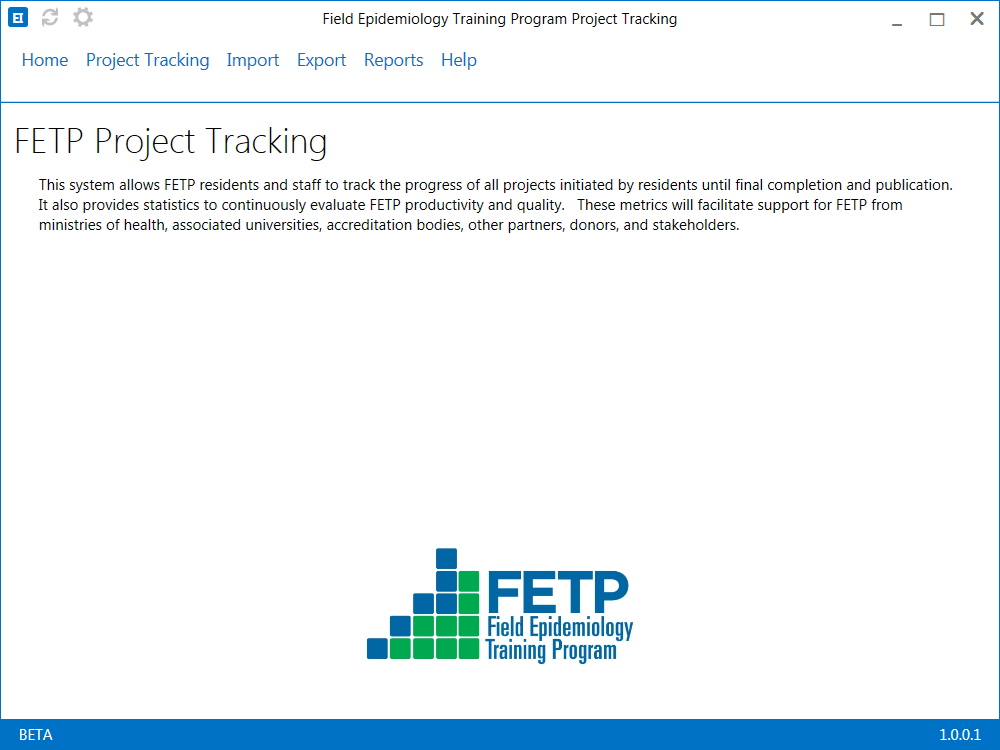 EI
Field Epidemiology Training Program Project Tracking
Home Project Tracking Import Export Reports Help
FETP Project Tracking
This system allows FETP residents and staff to track the progress of all projects initiated by residents until final completion and publication.
It also provides statistics to continuously evaluate FETP productivity and quality.   These metrics will facilitate support for FETP from
ministries of health, associated universities, accreditation bodies, other partners, donors, and stakeholders.
FETP
Field Epidemiology
Training Program
BETA 1.0.0.1